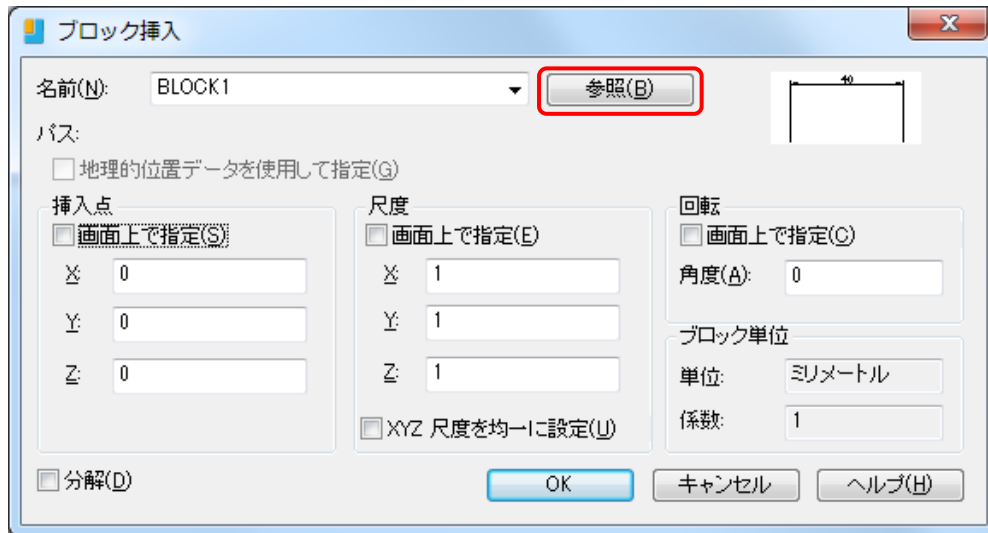 ブロック挿入
名前(N): BLOCK1 参照(B) 40
パス:
地理的位置データを使用して指定(G)
挿入点 尺度 回転
画面上で指定(S) 画面上で指定(E) 画面上で指定(C)
X: 0 X: 1 角度(A): 0
Y: 0 Y: 1 ブロック単位
Z: 0 Z: 1 単位: ミリメートル
XYZ 尺度を均一に設定(U) 係数: 1
分解(D) OK キャンセル ヘルプ(H)